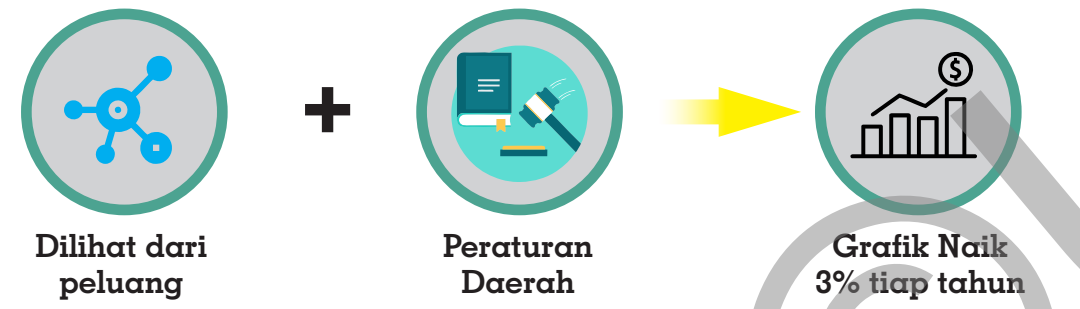 Dilihat dari
peluang
+
Peraturan
Daerah
$
Grafik Naik
3% tiap tahun